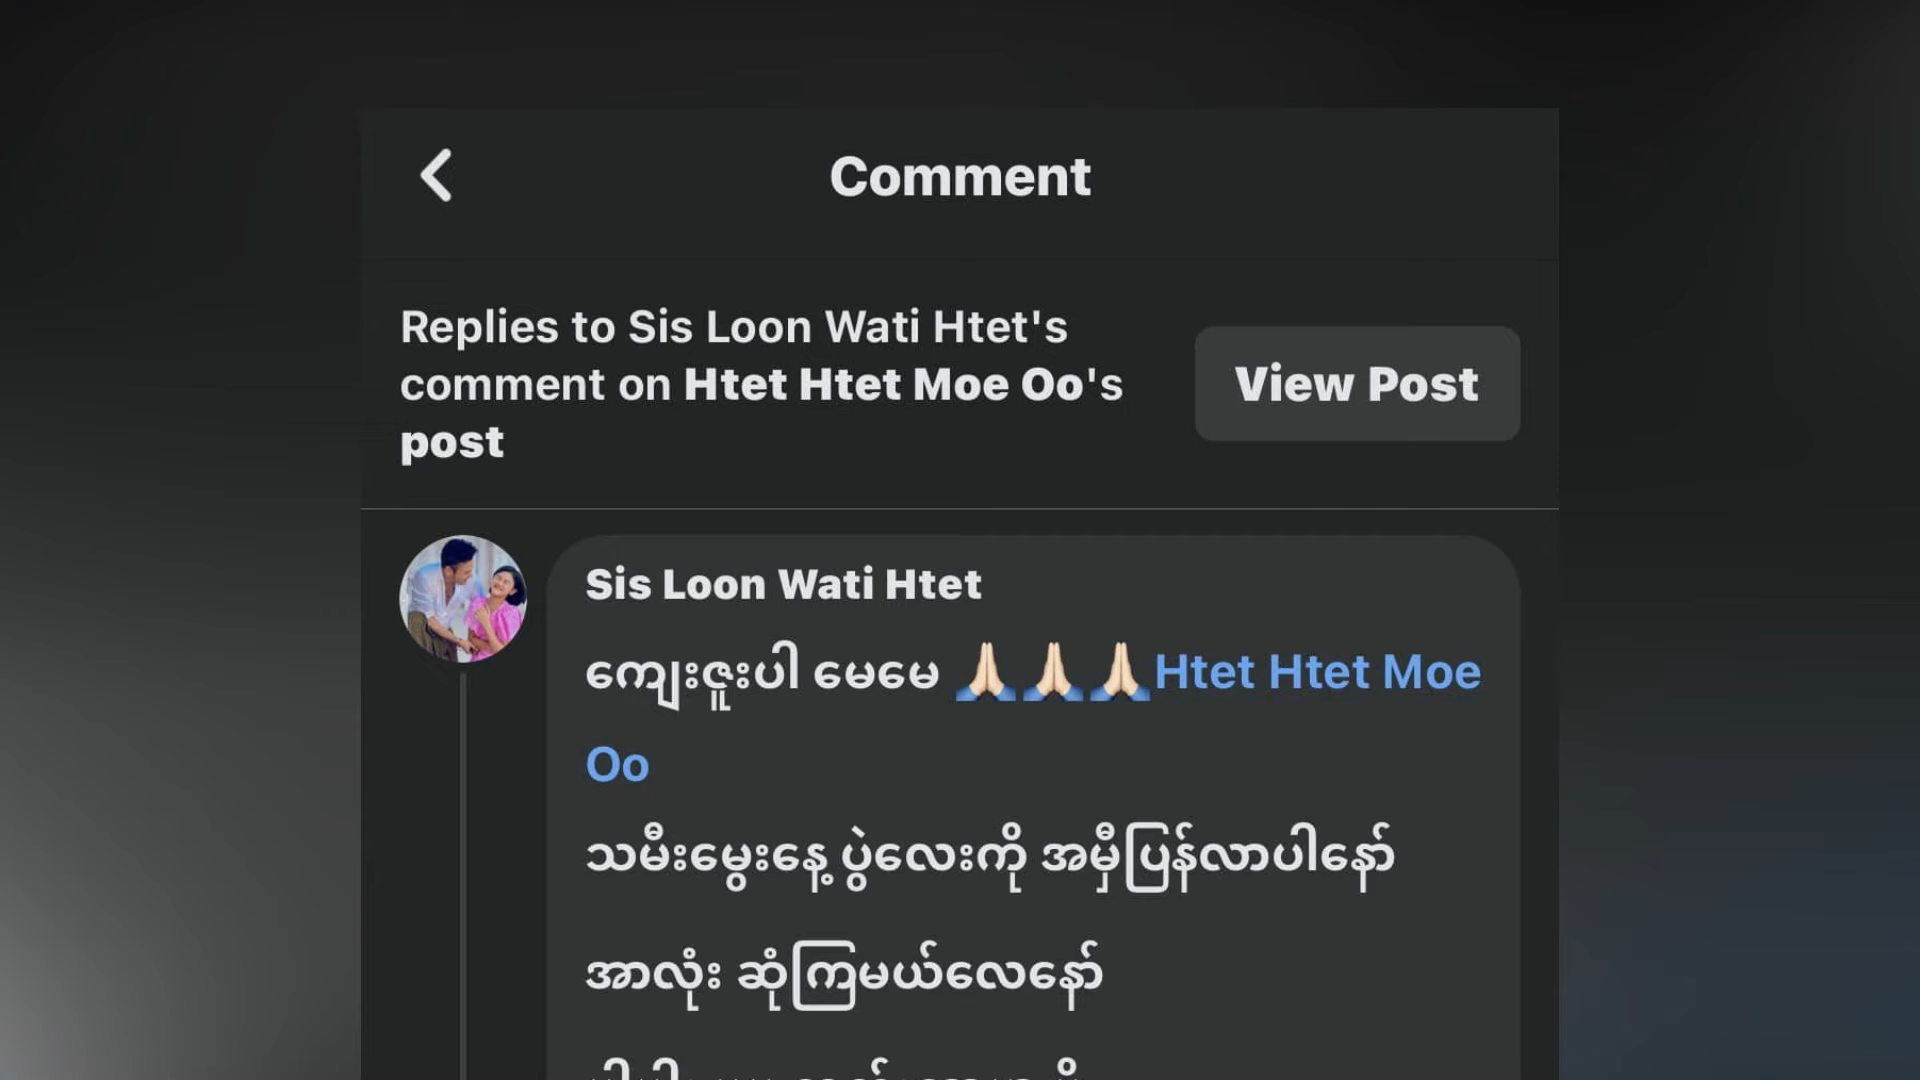 Comment
Replies to Sis Loon Wati Htet's
comment on Htet Htet Moe Oo's
post
View Post
Sis Loon Wati Htet
ကျေးဇူးပါ မေမေ 🙏🏻🙏🏻🙏🏻Htet Htet Moe
Oo
သမီးမွေးနေ့ ပွဲလေးကို အမှီပြန်လာပါနော်
အာလုံး ဆုံကြမယ်လေနော်